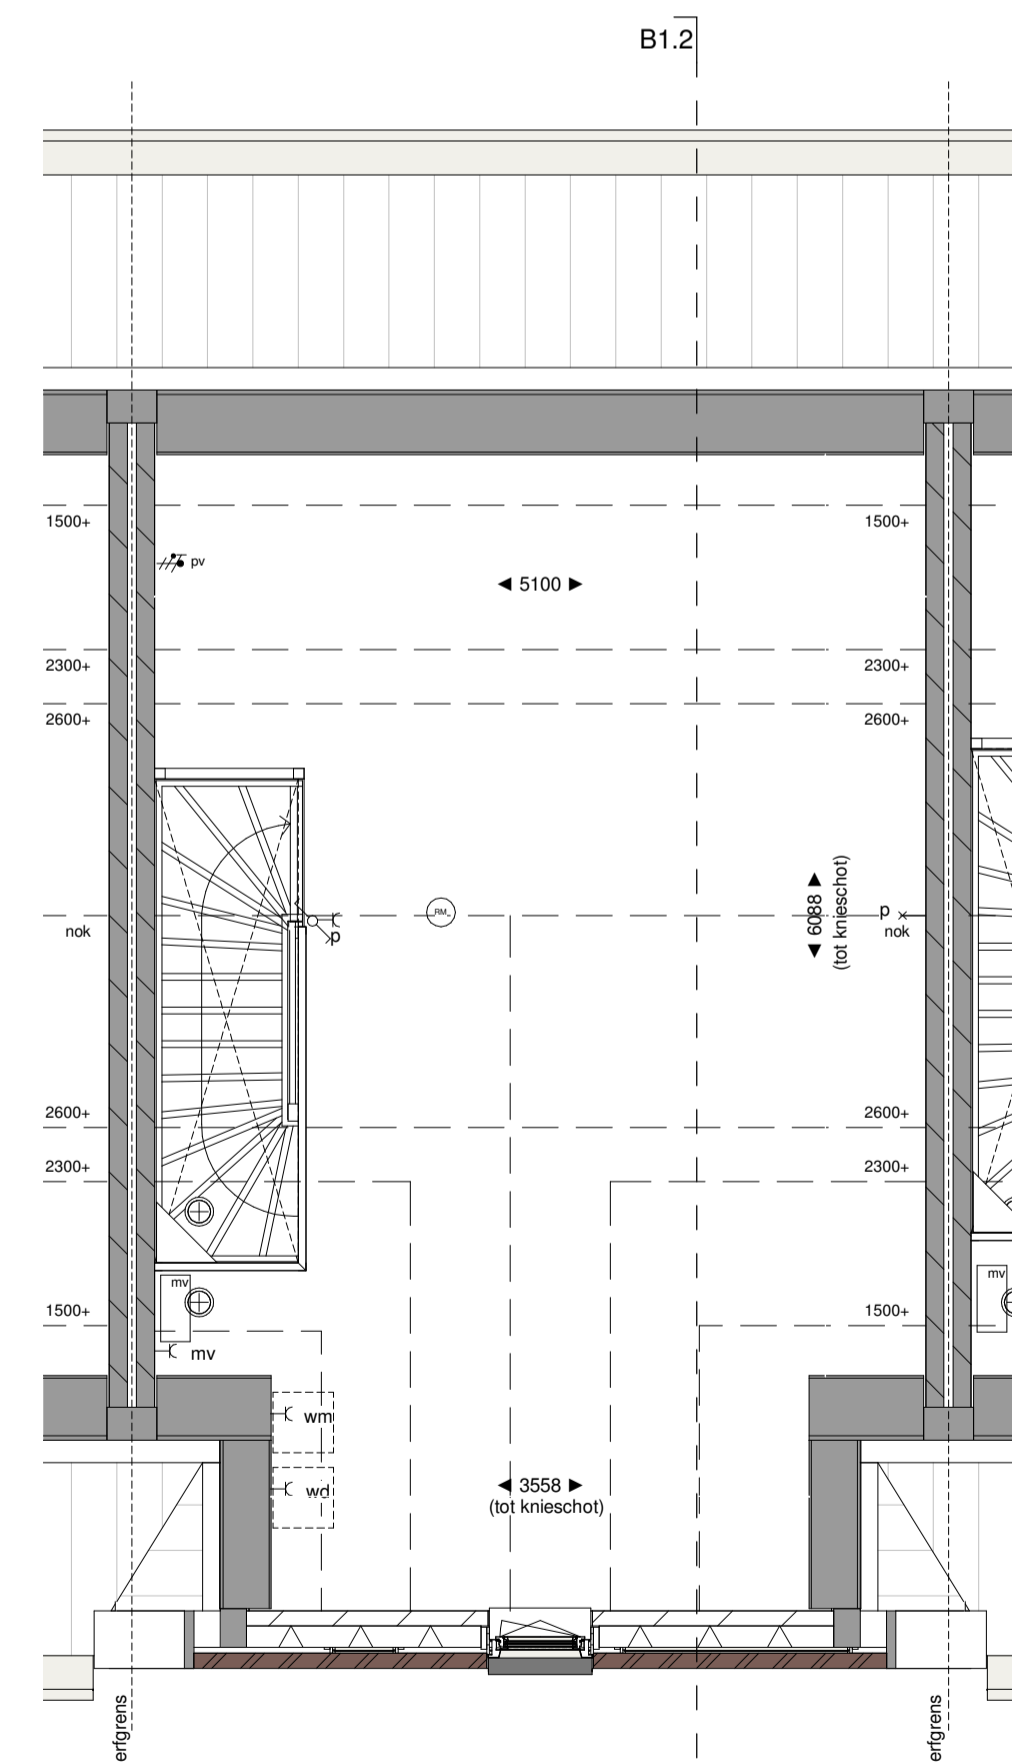 B1.2
1500+
1500+
pv
◄ 5100 ►
2300+
2300+
2600+
2600+
◄ 6088 ►
(tot knieschot)
RM
p
p
nok
nok
2600+
2600+
2300+
2300+
mv
mv
1500+
1500+
mv
wm
wd
◄ 3558 ►
(tot knieschot)
erfgrens
erfgrens